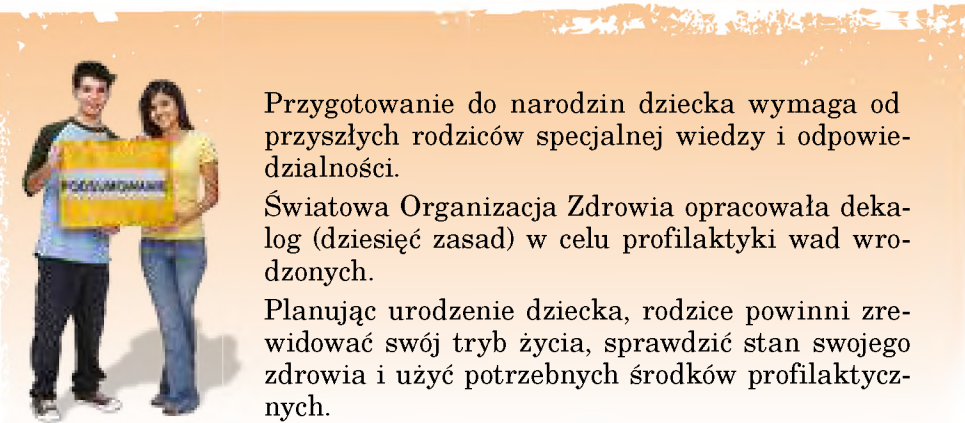 PODSUMOWANIE
Przygotowanie do narodzin dziecka wymaga od
przyszłych rodziców specjalnej wiedzy i odpowie-
dzialności.
Światowa Organizacja Zdrowia opracowała deka-
log (dziesięć zasad) w celu profilaktyki wad wro-
dzonych.
Planując urodzenie dziecka, rodzice powinni zre-
widować swój tryb życia, sprawdzić stan swojego
zdrowia i użyć potrzebnych środków profilaktycz-
nych.